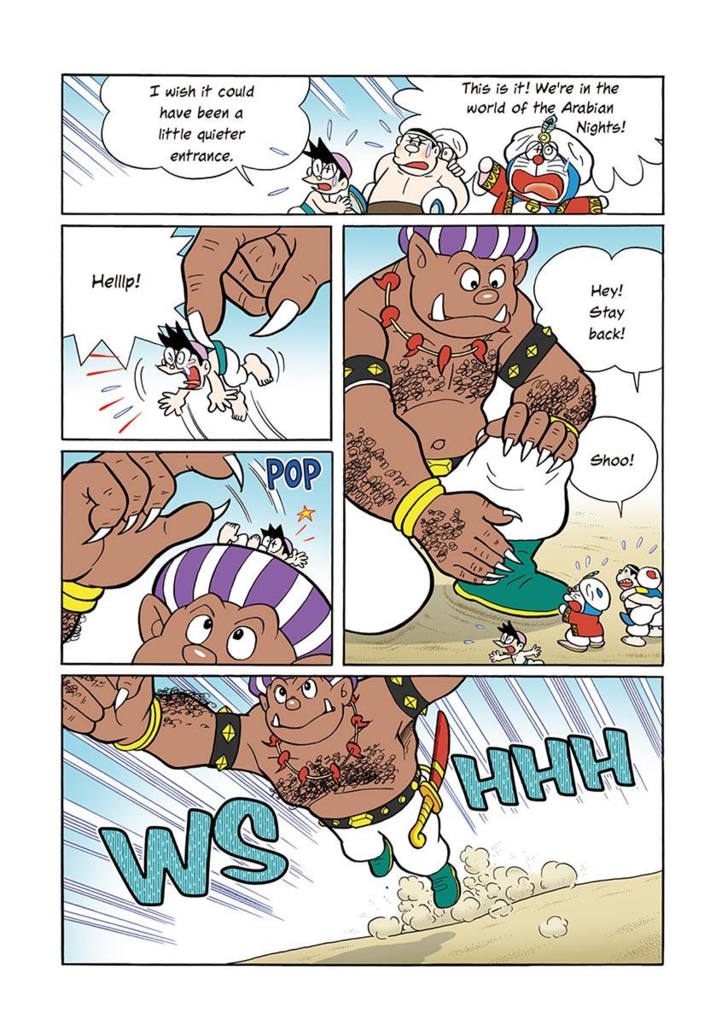 I wish it could
have been a
little quieter
entrance.
This is it! We're in the
world of the Arabian
Nights!
Helllp!
Hey!
Stay
back!
Shoo!
POP
WS
HHH